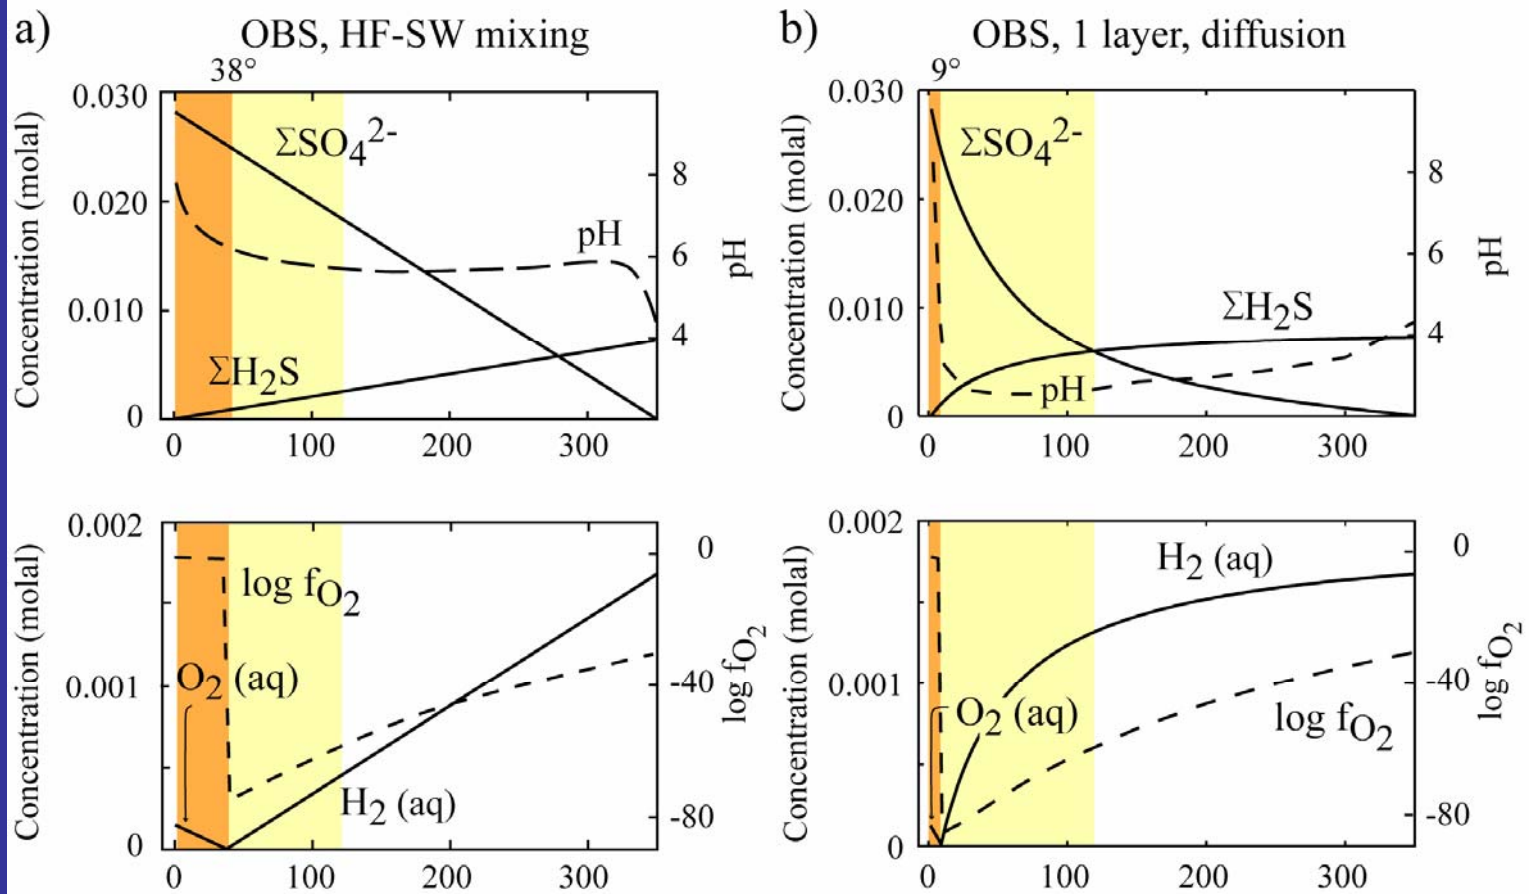 a)
OBS, HF-SW mixing
38°
Concentration (molal)
0.030
0.020
0.010
0
ΣSO₄²⁻
pH
ΣH₂S
8
6
4
pH
0 100 200 300
b)
OBS, 1 layer, diffusion
9°
Concentration (molal)
0.030
0.020
0.010
0
ΣSO₄²⁻
ΣH₂S
pH
8
6
4
pH
0 100 200 300
Concentration (molal)
0.002
0.001
0
log fO₂
O₂ (aq)
H₂ (aq)
0
-40
-80
log fO₂
0 100 200 300
Concentration (molal)
0.002
0.001
0
H₂ (aq)
O₂ (aq)
log fO₂
0
-40
-80
log fO₂
0 100 200 300